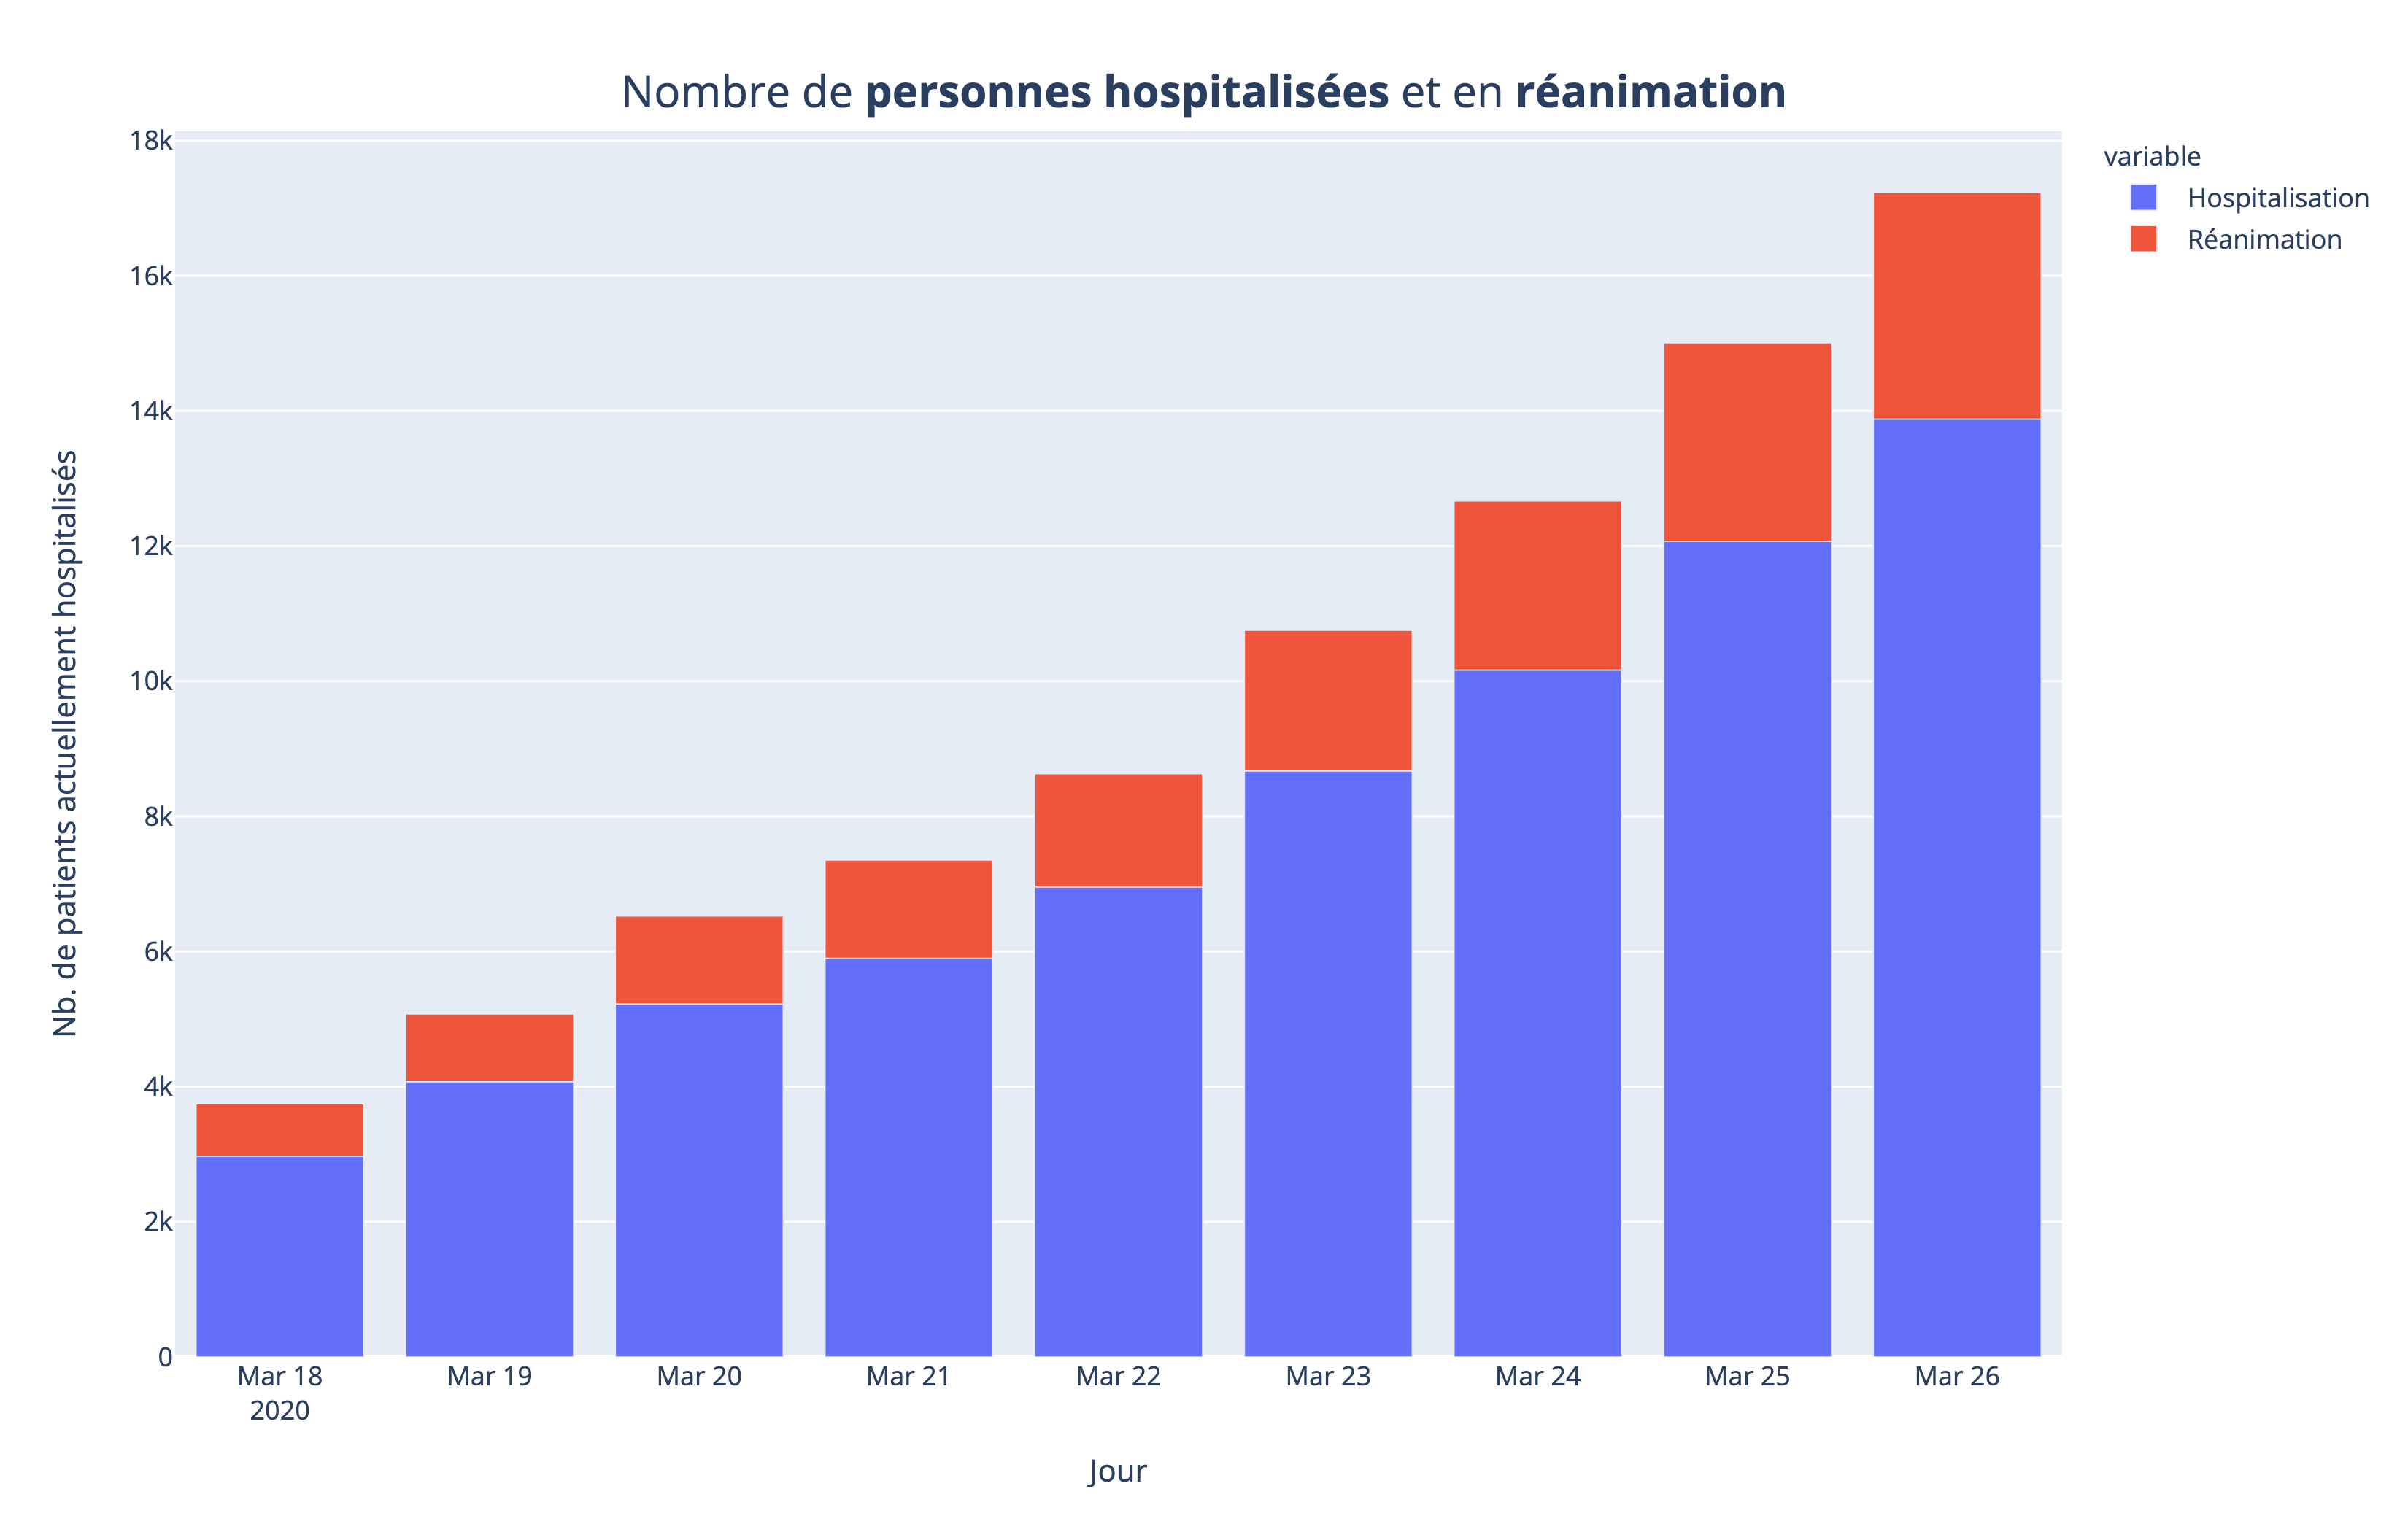 Nombre de personnes hospitalisées et en réanimation
variable
Hospitalisation
Réanimation
Nb. de patients actuellement hospitalisés
18k
16k
14k
12k
10k
8k
6k
4k
2k
0
Mar 18
2020
Mar 19
Mar 20
Mar 21
Mar 22
Mar 23
Mar 24
Mar 25
Mar 26
Jour